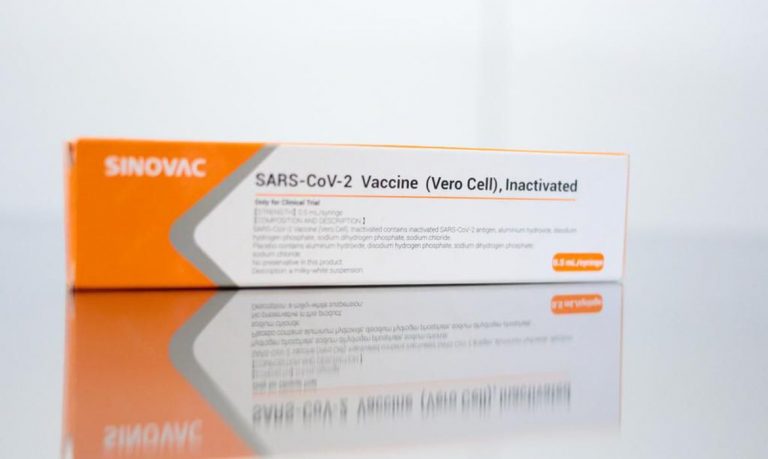 SINOVAC
SARS-CoV-2 Vaccine (Vero Cell), Inactivated
Only for Clinical Trial
[STRENGTH] 0.5 mL/syringe
[COMPOSITION AND DESCRIPTION]
SARS-CoV-2 Vaccine (Vero Cell), Inactivated contains inactivated SARS-CoV-2 antigen, aluminum hydroxide, disodium
hydrogen phosphate, sodium dihydrogen phosphate, sodium chloride.
Placebo contains aluminum hydroxide, disodium hydrogen phosphate, sodium dihydrogen phosphate,
sodium chloride.
No preservative in this product.
Description: a milky-white suspension.
0.5 mL/syringe